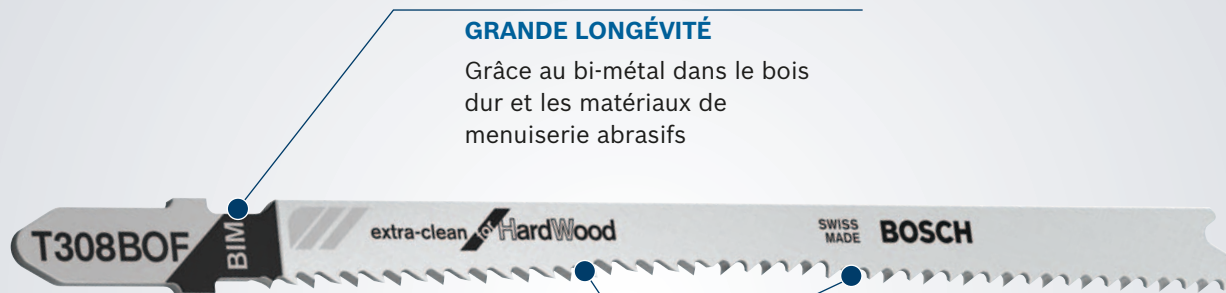 GRANDE LONGÉVITÉ
Grâce au bi-métal dans le bois
dur et les matériaux de
menuiserie abrasifs
T308BOF
BIM
extra-clean for HardWood
SWISS
MADE
BOSCH